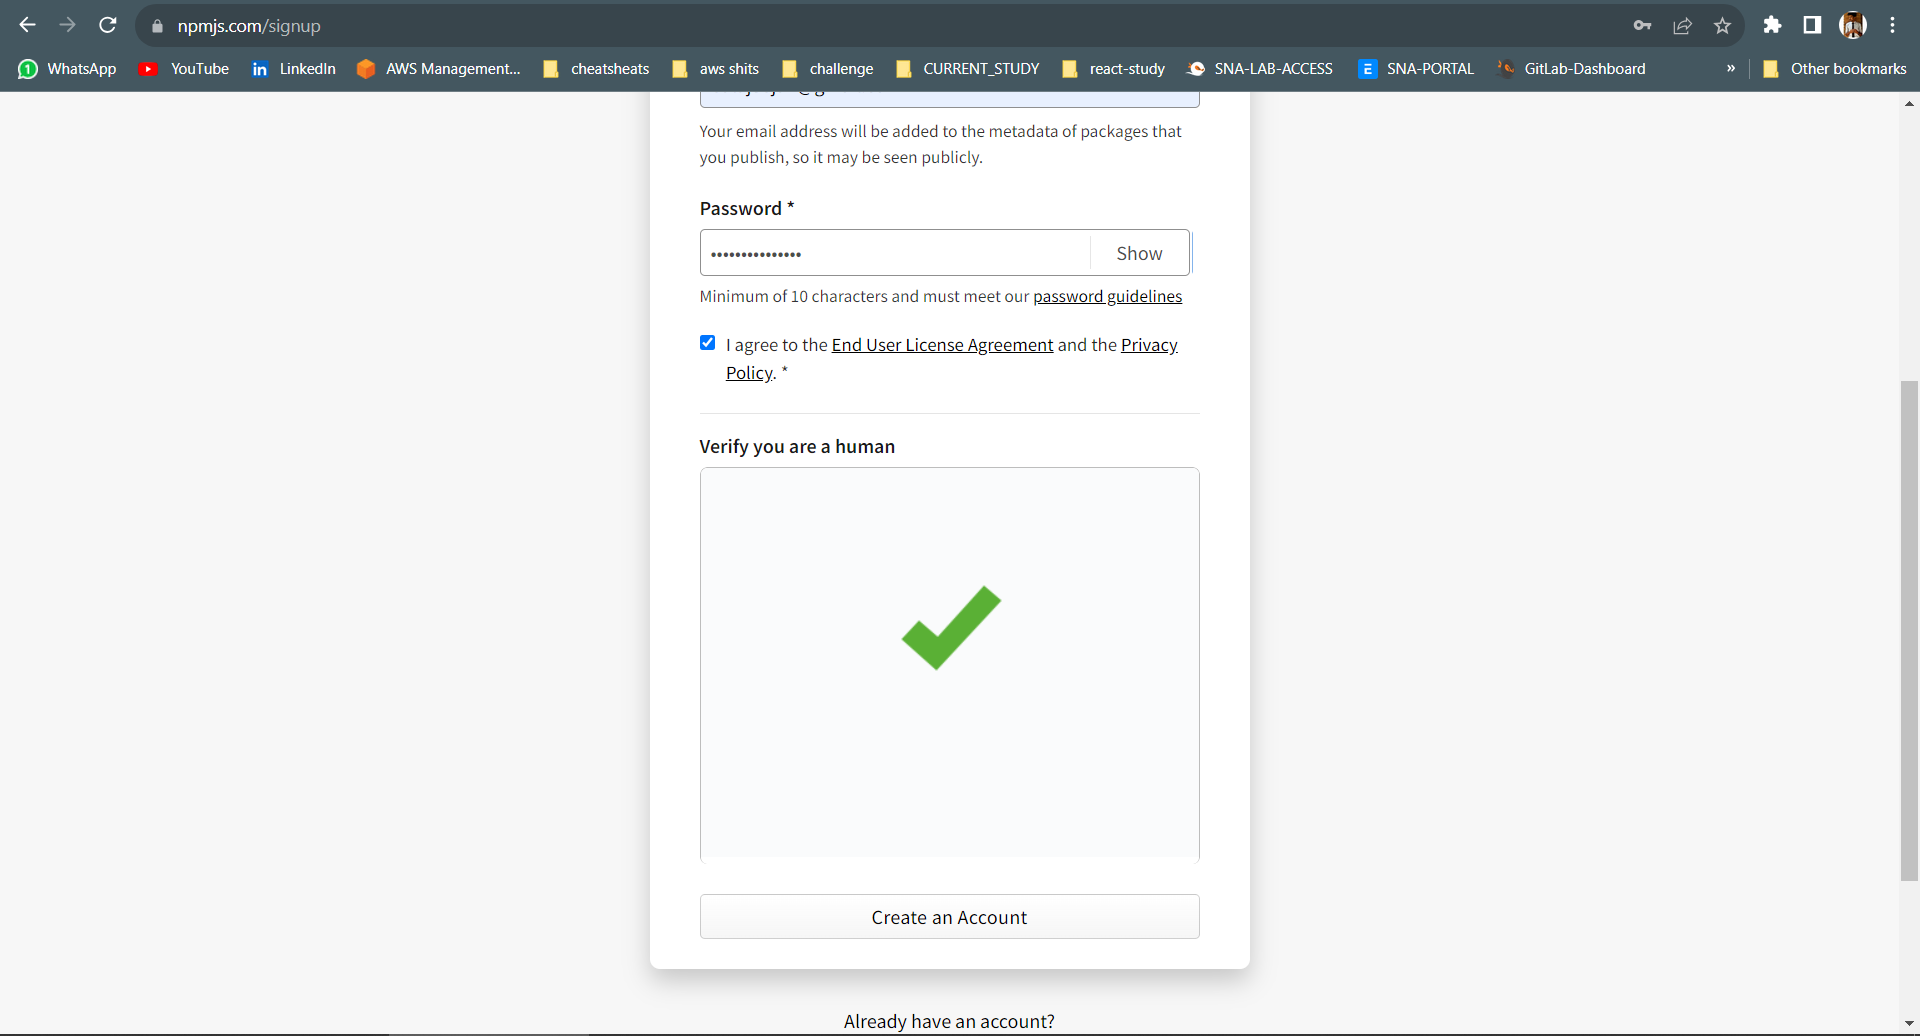 npmjs.com/signup
WhatsApp YouTube LinkedIn AWS Management... cheatsheats aws shits challenge CURRENT_STUDY react-study SNA-LAB-ACCESS SNA-PORTAL GitLab-Dashboard » Other bookmarks
Your email address will be added to the metadata of packages that
you publish, so it may be seen publicly.
Password *
••••••••••••••• Show
Minimum of 10 characters and must meet our password guidelines
I agree to the End User License Agreement and the Privacy
Policy. *
Verify you are a human
Create an Account
Already have an account?